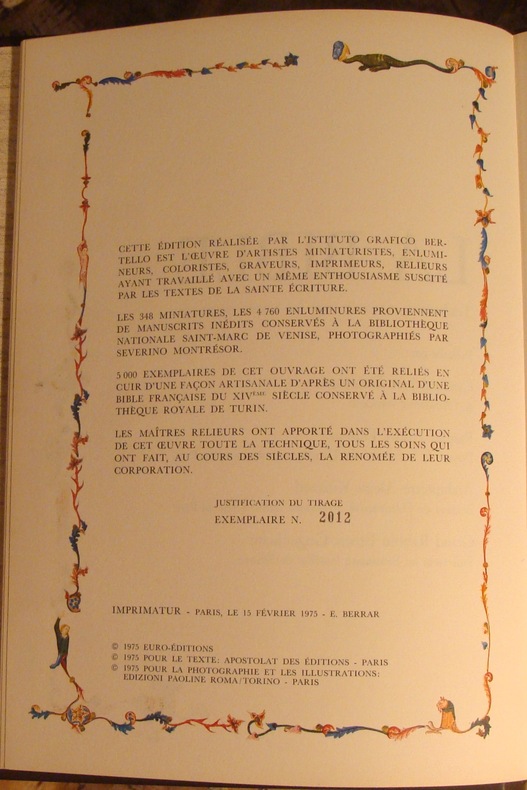 CETTE ÉDITION RÉALISÉE PAR L'ISTITUTO GRAFICO BER-
TELLO EST L'ŒUVRE D'ARTISTES MINIATURISTES, ENLUMI-
NEURS, COLORISTES, GRAVEURS, IMPRIMEURS, RELIEURS
AYANT TRAVAILLÉ AVEC UN MÊME ENTHOUSIASME SUSCITÉ
PAR LES TEXTES DE LA SAINTE ÉCRITURE.
LES 348 MINIATURES, LES 4 760 ENLUMINURES PROVIENNENT
DE MANUSCRITS INÉDITS CONSERVÉS À LA BIBLIOTHÈQUE
NATIONALE SAINT-MARC DE VENISE, PHOTOGRAPHIÉS PAR
SEVERINO MONTRÉSOR.
5 000 EXEMPLAIRES DE CET OUVRAGE ONT ÉTÉ RELIÉS EN
CUIR D'UNE FAÇON ARTISANALE D'APRÈS UN ORIGINAL D'UNE
BIBLE FRANÇAISE DU XIVÈME SIÈCLE CONSERVÉ À LA BIBLIO-
THÈQUE ROYALE DE TURIN.
LES MAÎTRES RELIEURS ONT APPORTÉ DANS L'EXÉCUTION
DE CET ŒUVRE TOUTE LA TECHNIQUE, TOUS LES SOINS QUI
ONT FAIT, AU COURS DES SIÈCLES, LA RENOMÉE DE LEUR
CORPORATION.
JUSTIFICATION DU TIRAGE
EXEMPLAIRE N. 2012
IMPRIMATUR - PARIS, LE 15 FÉVRIER 1975 - E. BERRAR
© 1975 EURO-ÉDITIONS
© 1975 POUR LE TEXTE: APOSTOLAT DES ÉDITIONS - PARIS
© 1975 POUR LA PHOTOGRAPHIE ET LES ILLUSTRATIONS:
EDIZIONI PAOLINE ROMA/TORINO - PARIS